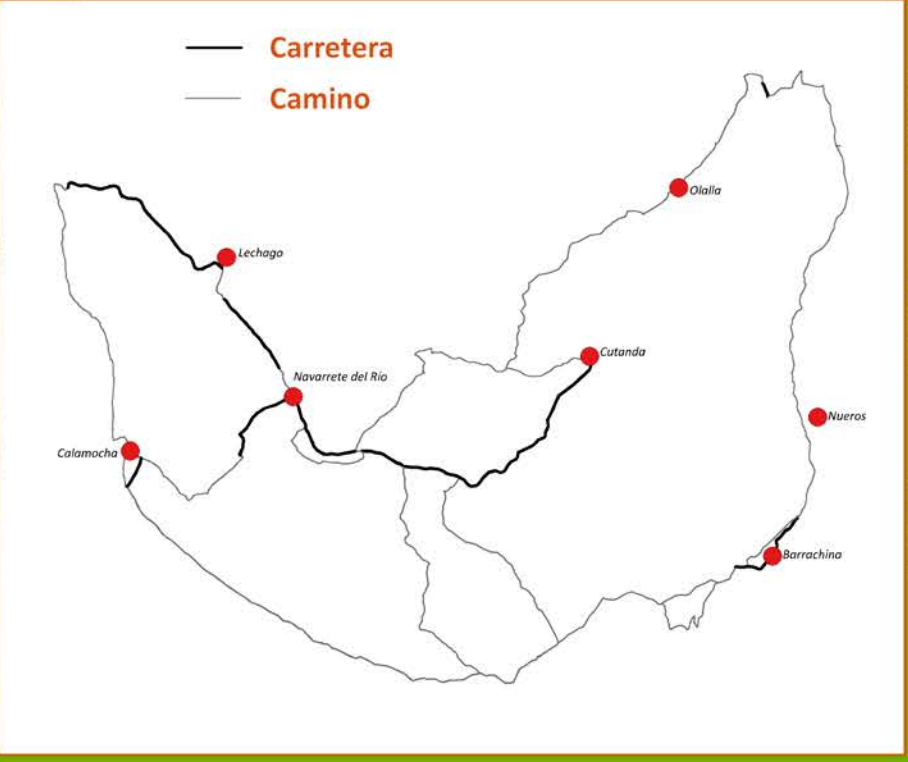 Carretera
Camino
Olalla
Lechago
Cutanda
Navarrete del Río
Nueros
Calamocha
Barrachina